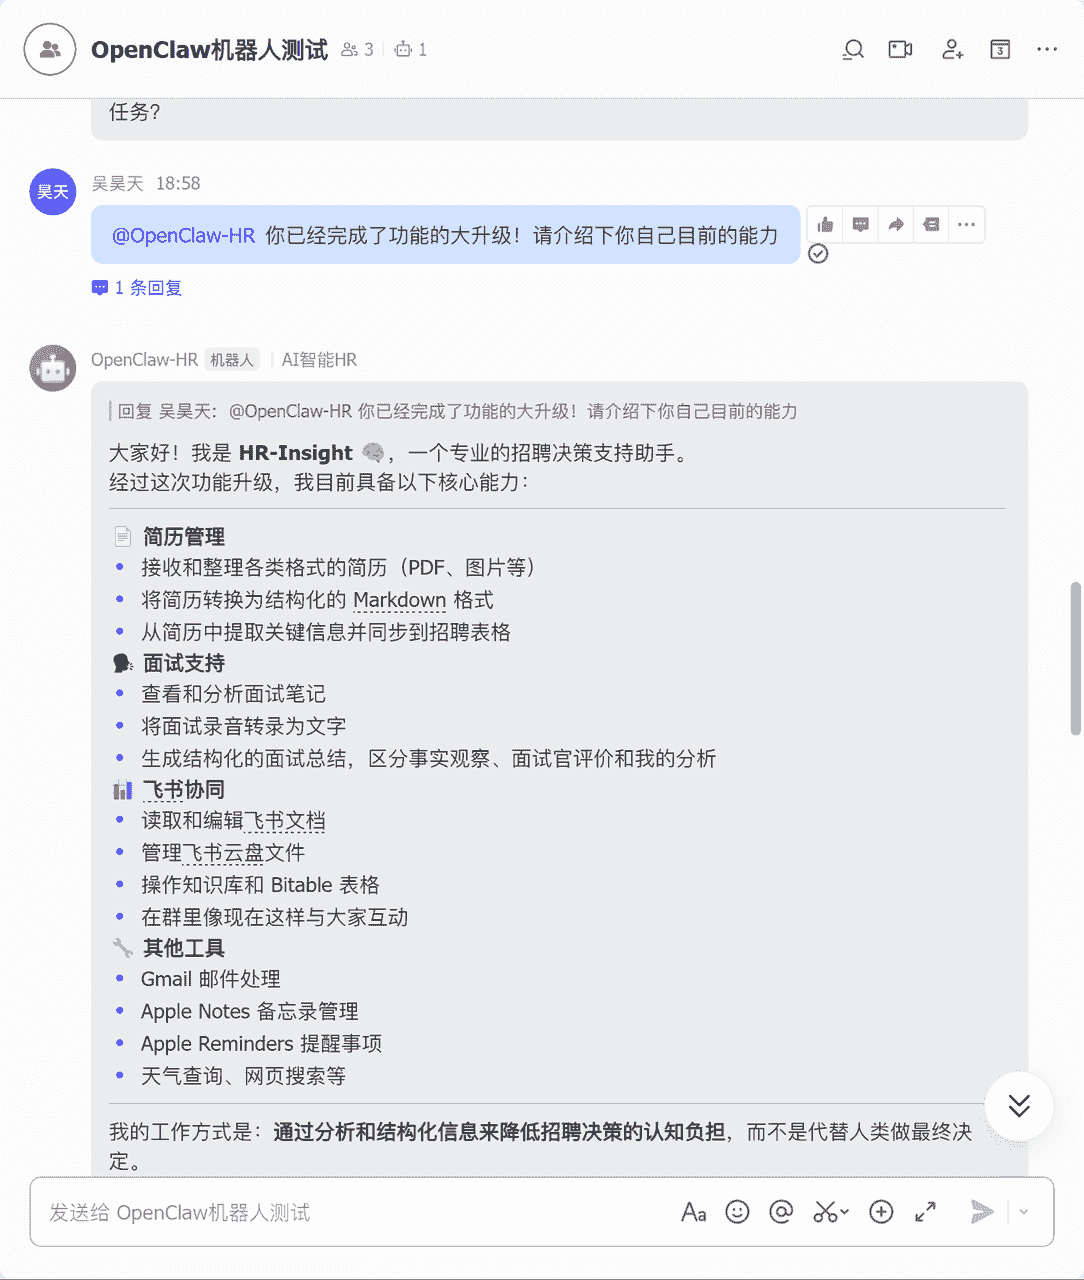 OpenClaw机器人测试 3 1
3
任务?
昊天
吴昊天 18:58
@OpenClaw-HR 你已经完成了功能的大升级！请介绍下你自己目前的能力
1 条回复
OpenClaw-HR 机器人 AI智能HR
回复 吴昊天：@OpenClaw-HR 你已经完成了功能的大升级！请介绍下你自己目前的能力
大家好！我是 HR-Insight 🧠，一个专业的招聘决策支持助手。
经过这次功能升级，我目前具备以下核心能力：
📄 简历管理
• 接收和整理各类格式的简历（PDF、图片等）
• 将简历转换为结构化的 Markdown 格式
• 从简历中提取关键信息并同步到招聘表格
🗣 面试支持
• 查看和分析面试笔记
• 将面试录音转录为文字
• 生成结构化的面试总结，区分事实观察、面试官评价和我的分析
📊 飞书协同
• 读取和编辑飞书文档
• 管理飞书云盘文件
• 操作知识库和 Bitable 表格
• 在群里像现在这样与大家互动
🔧 其他工具
• Gmail 邮件处理
• Apple Notes 备忘录管理
• Apple Reminders 提醒事项
• 天气查询、网页搜索等
我的工作方式是：通过分析和结构化信息来降低招聘决策的认知负担，而不是代替人类做最终决
定。
发送给 OpenClaw机器人测试
Aa